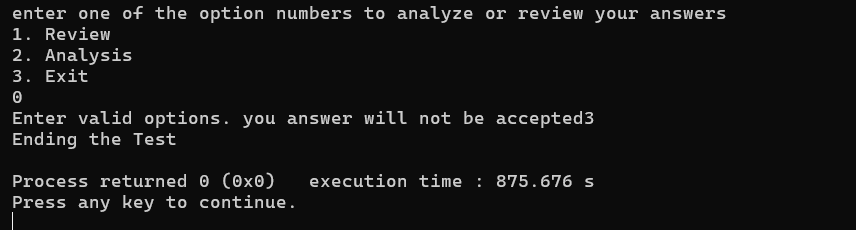 enter one of the option numbers to analyze or review your answers
1. Review
2. Analysis
3. Exit
0
Enter valid options. you answer will not be accepted3
Ending the Test
Process returned 0 (0x0)   execution time : 875.676 s
Press any key to continue.